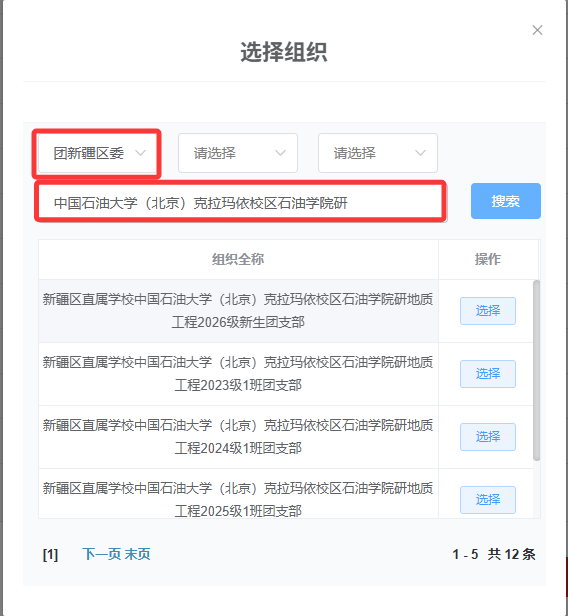 选择组织
团新疆区委 请选择 请选择
中国石油大学（北京）克拉玛依校区石油学院研 搜索
组织全称 操作
新疆区直属学校中国石油大学（北京）克拉玛依校区石油学院研地质 选择
工程2026级新生团支部
新疆区直属学校中国石油大学（北京）克拉玛依校区石油学院研地质 选择
工程2023级1班团支部
新疆区直属学校中国石油大学（北京）克拉玛依校区石油学院研地质 选择
工程2024级1班团支部
新疆区直属学校中国石油大学（北京）克拉玛依校区石油学院研地质 选择
工程2025级1班团支部
[1] 下一页 末页 1 - 5 共 12 条